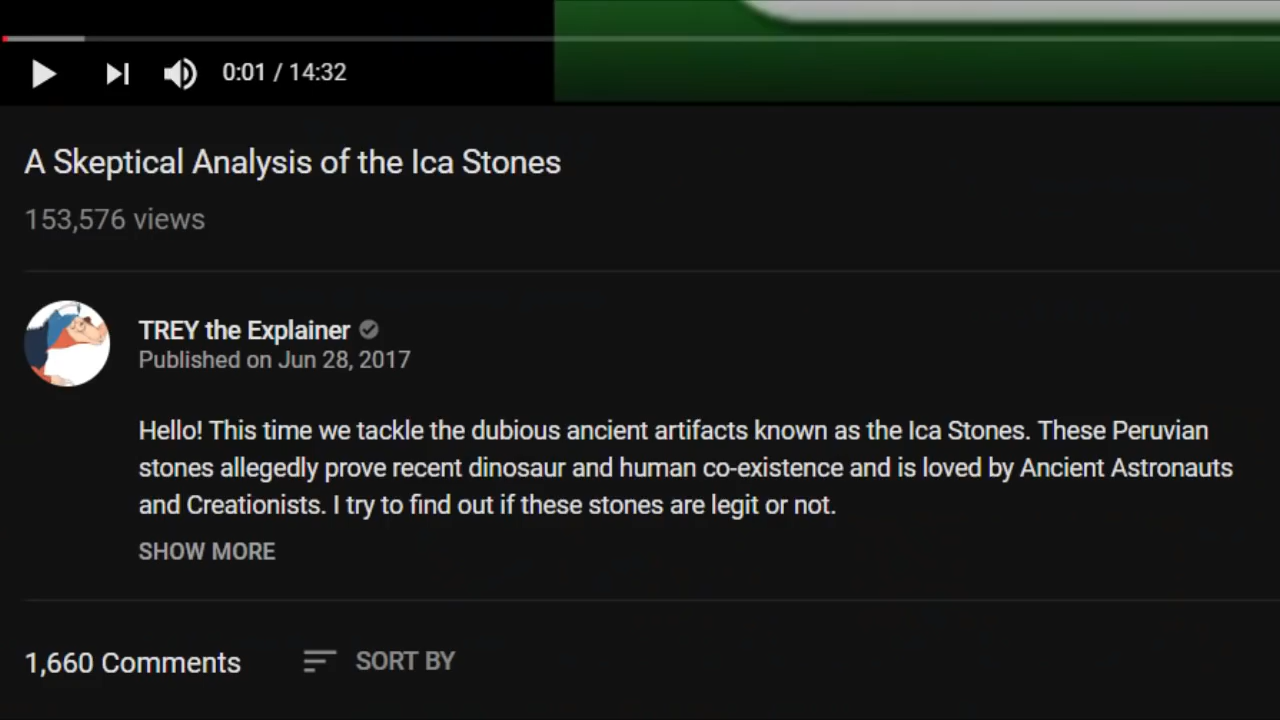 0:01 / 14:32
A Skeptical Analysis of the Ica Stones
153,576 views
TREY the Explainer
Published on Jun 28, 2017
Hello! This time we tackle the dubious ancient artifacts known as the Ica Stones. These Peruvian
stones allegedly prove recent dinosaur and human co-existence and is loved by Ancient Astronauts
and Creationists. I try to find out if these stones are legit or not.
SHOW MORE
1,660 Comments SORT BY